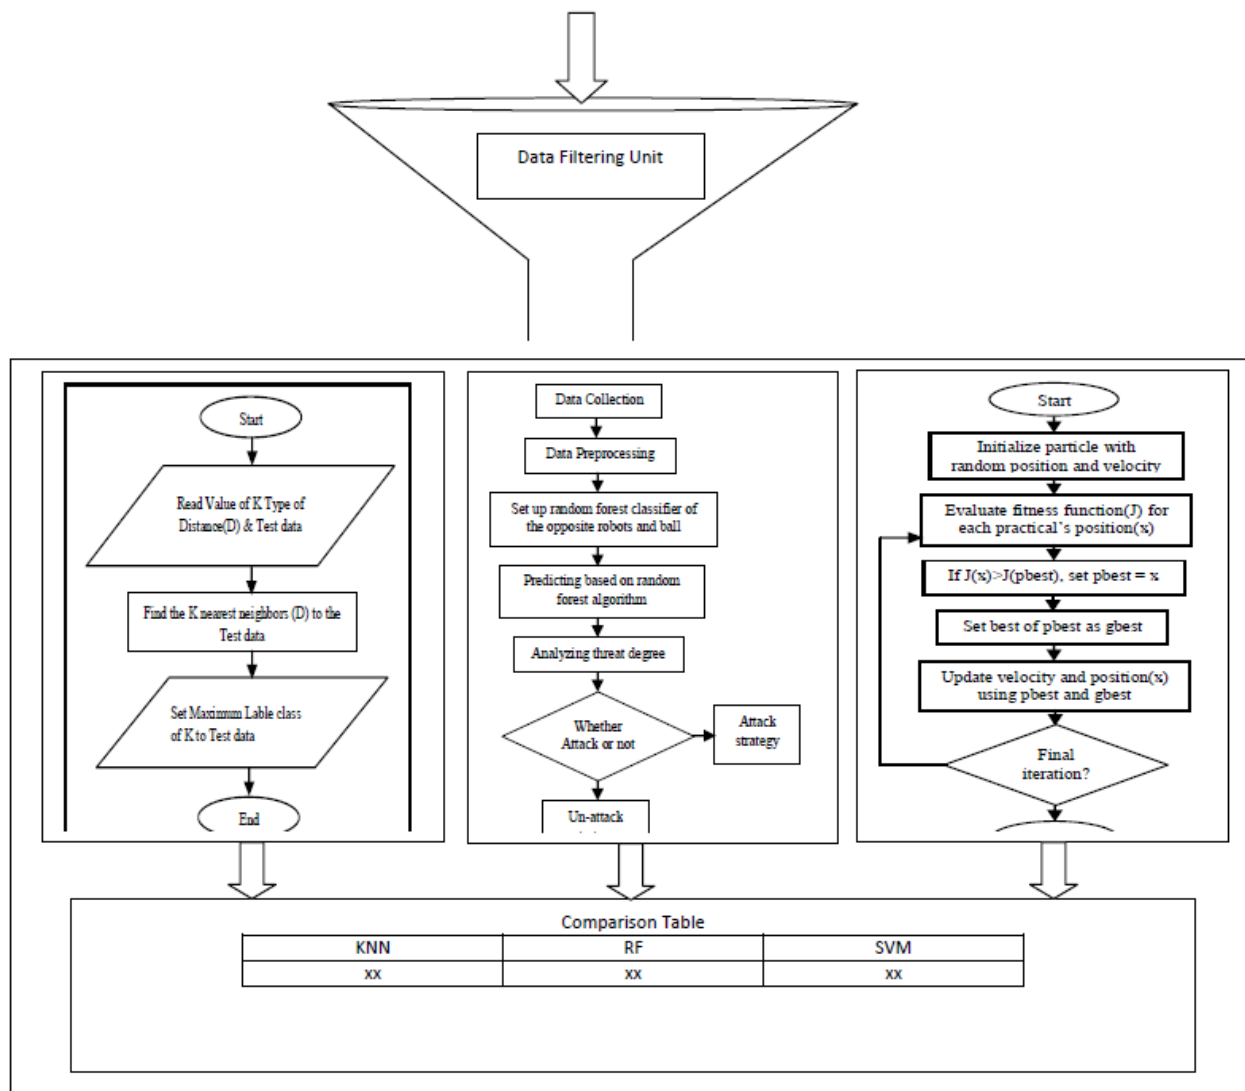 Data Filtering Unit
Start
Read Value of K Type of
Distance(D) & Test data
Find the K nearest neighbors (D) to the
Test data
Set Maximum Lable class
of K to Test data
End
Data Collection
Data Preprocessing
Set up random forest classifier of
the opposite robots and ball
Predicting based on random
forest algorithm
Analyzing threat degree
Whether
Attack or not
Attack
strategy
Un-attack
Start
Initialize particle with
random position and velocity
Evaluate fitness function(J) for
each practical's position(x)
If J(x)>J(pbest), set pbest = x
Set best of pbest as gbest
Update velocity and position(x)
using pbest and gbest
Final
iteration?
Comparison Table
KNN RF SVM
xx xx xx